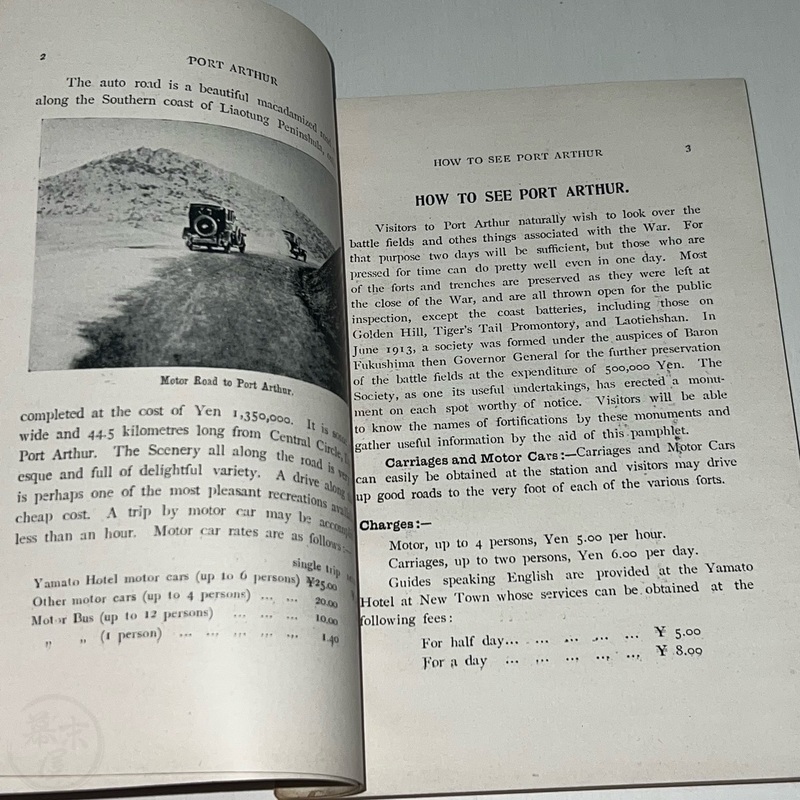 2
PORT ARTHUR
The auto road is a beautiful macadamized road
along the Southern coast of Liaotung Peninshula,
Motor Road to Port Arthur.
completed at the cost of Yen 1,350,000. It is
wide and 44.5 kilometres long from Central Circle,
Port Arthur. The Scenery all along the road is
esque and full of delightful variety. A drive along
is perhaps one of the most pleasant recreations
cheap cost. A trip by motor car may be
less than an hour. Motor car rates are as follows:—
single trip
Yamato Hotel motor cars (up to 6 persons) ¥25.00
Other motor cars (up to 4 persons) ... ... 20.00
Motor Bus (up to 12 persons) ... ... ... 10.00
„ „ (1 person) ... ... ... ... ... 1.40
HOW TO SEE PORT ARTHUR
3
HOW TO SEE PORT ARTHUR.
Visitors to Port Arthur naturally wish to look over the
battle fields and othes things associated with the War. For
that purpose two days will be sufficient, but those who are
pressed for time can do pretty well even in one day. Most
of the forts and trenches are preserved as they were left at
the close of the War, and are all thrown open for the public
inspection, except the coast batteries, including those on
Golden Hill, Tiger's Tail Promontory, and Laotiehshan. In
June 1913, a society was formed under the auspices of Baron
Fukushima then Governor General for the further preservation
of the battle fields at the expenditure of 500,000 Yen. The
Society, as one its useful undertakings, has erected a monu-
ment on each spot worthy of notice. Visitors will be able
to know the names of fortifications by these monuments and
gather useful information by the aid of this pamphlet.
Carriages and Motor Cars:—Carriages and Motor Cars
can easily be obtained at the station and visitors may drive
up good roads to the very foot of each of the various forts.
Charges:—
Motor, up to 4 persons, Yen 5.00 per hour.
Carriages, up to two persons, Yen 6.00 per day.
Guides speaking English are provided at the Yamato
Hotel at New Town whose services can be obtained at the
following fees:
For half day... ... ... ... ... ¥ 5.00
For a day ... ... ... ... ... ¥ 8.00
幕末屋